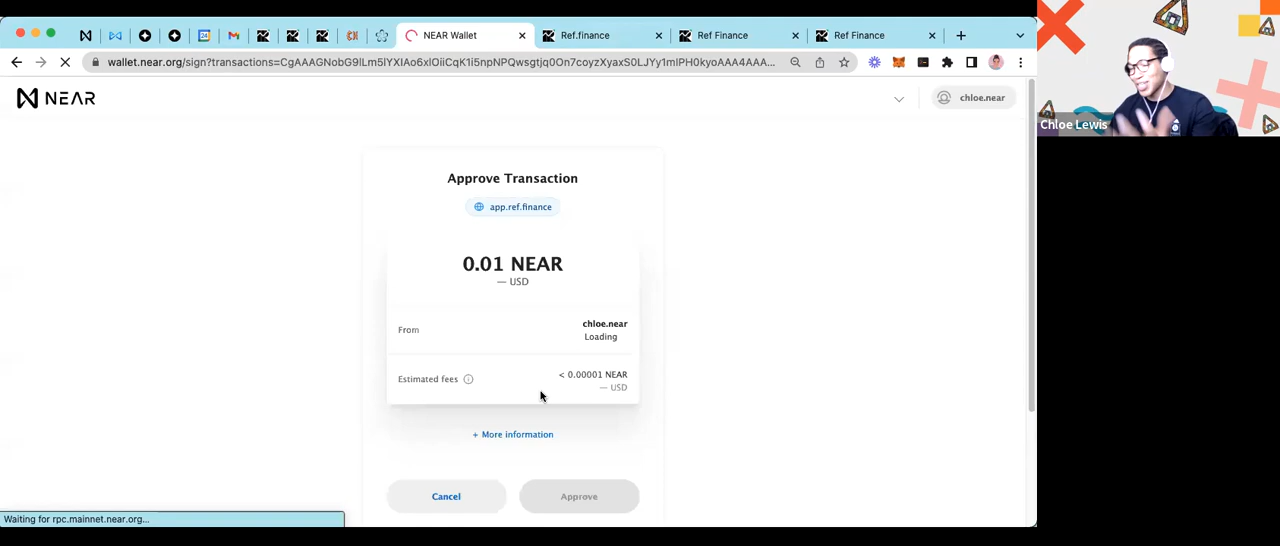 NEAR Wallet
Ref.finance
Ref Finance
Ref Finance
wallet.near.org/sign?transactions=CgAAAGNobG9lLm5lYXIAo6xlOiiCqK1i5npNPQwsgtjq0On7coyzXyaxS0LJYy1mIPH0kyoAAA4AAA...
NEAR
chloe.near
Chloe Lewis
Approve Transaction
app.ref.finance
0.01 NEAR
— USD
From
chloe.near
Loading
Estimated fees
< 0.00001 NEAR
— USD
+ More information
Cancel
Approve
Waiting for rpc.mainnet.near.org...